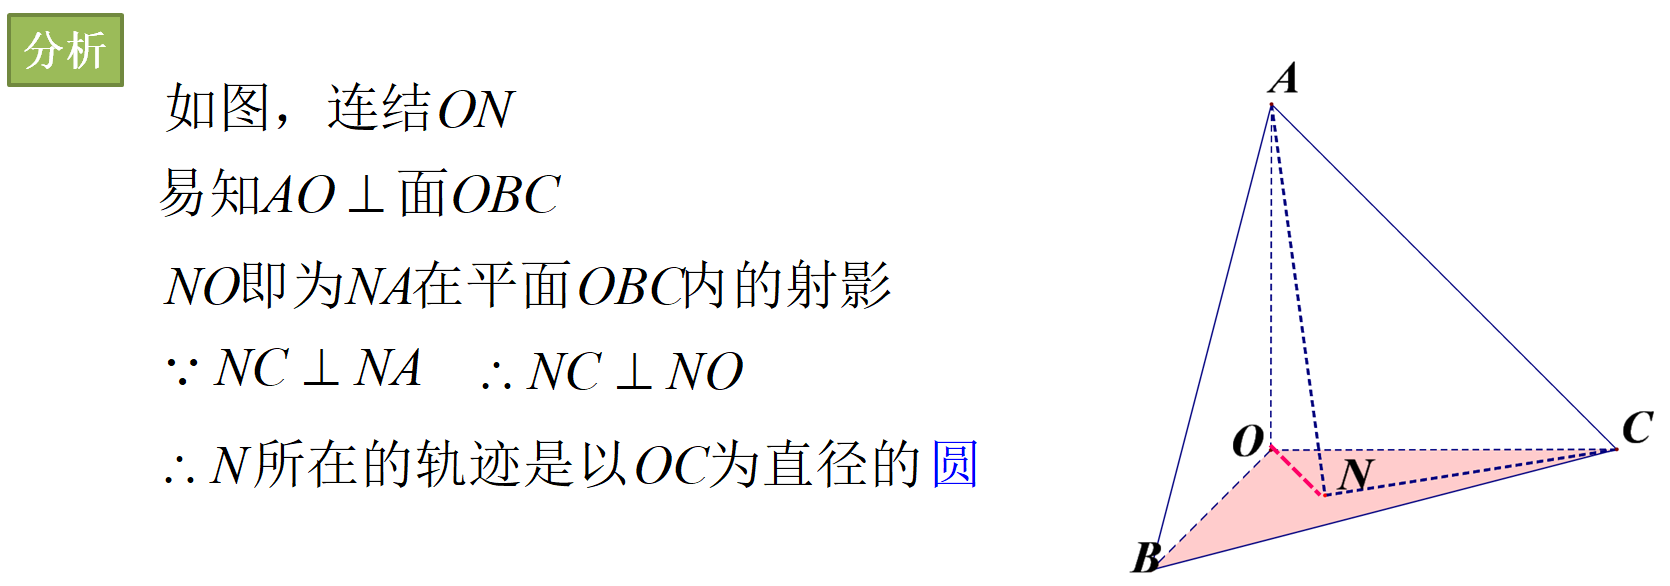 分析
如图，连结ON
易知AO⊥面OBC
NO即为NA在平面OBC内的射影
∵NC⊥NA ∴NC⊥NO
∴N所在的轨迹是以OC为直径的圆
A
O
C
N
B